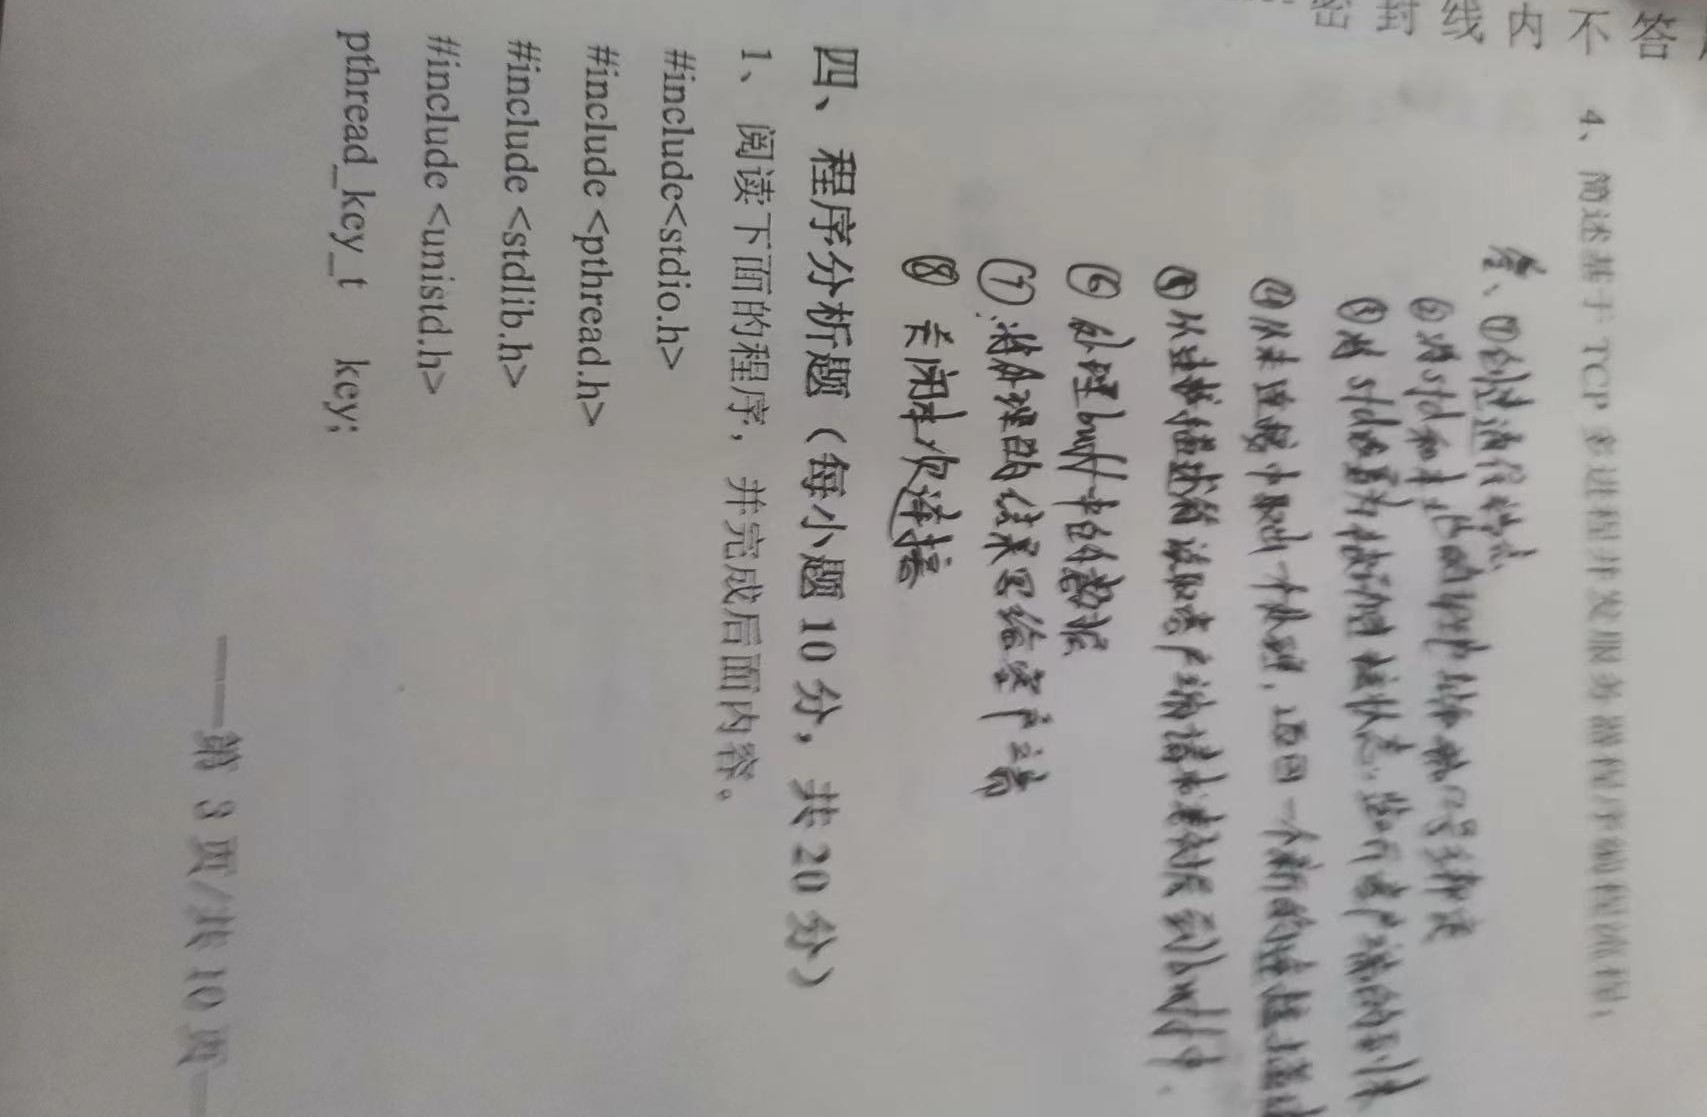 密封线内不答
4、简述基于 TCP 多进程并发服务器程序编程流程;
答、①创建通信端点
②将sfd和本地的IP地址和端口号绑定
③将sfd设置为被动连接状态,监听客户端的到来
④从未连接中取出一个处理,返回一个新的连接描述
⑤从连接描述符读取客户端请求数据到buff中.
⑥处理buff中的数据
⑦将处理的结果写给客户端
⑧关闭本次连接
四、程序分析题（每小题 10 分，共 20 分）
1、阅读下面的程序，并完成后面内容。
#include<stdio.h>
#include <pthread.h>
#include <stdlib.h>
#include <unistd.h>
pthread_key_t key;
——第 3 页/共 10 页—